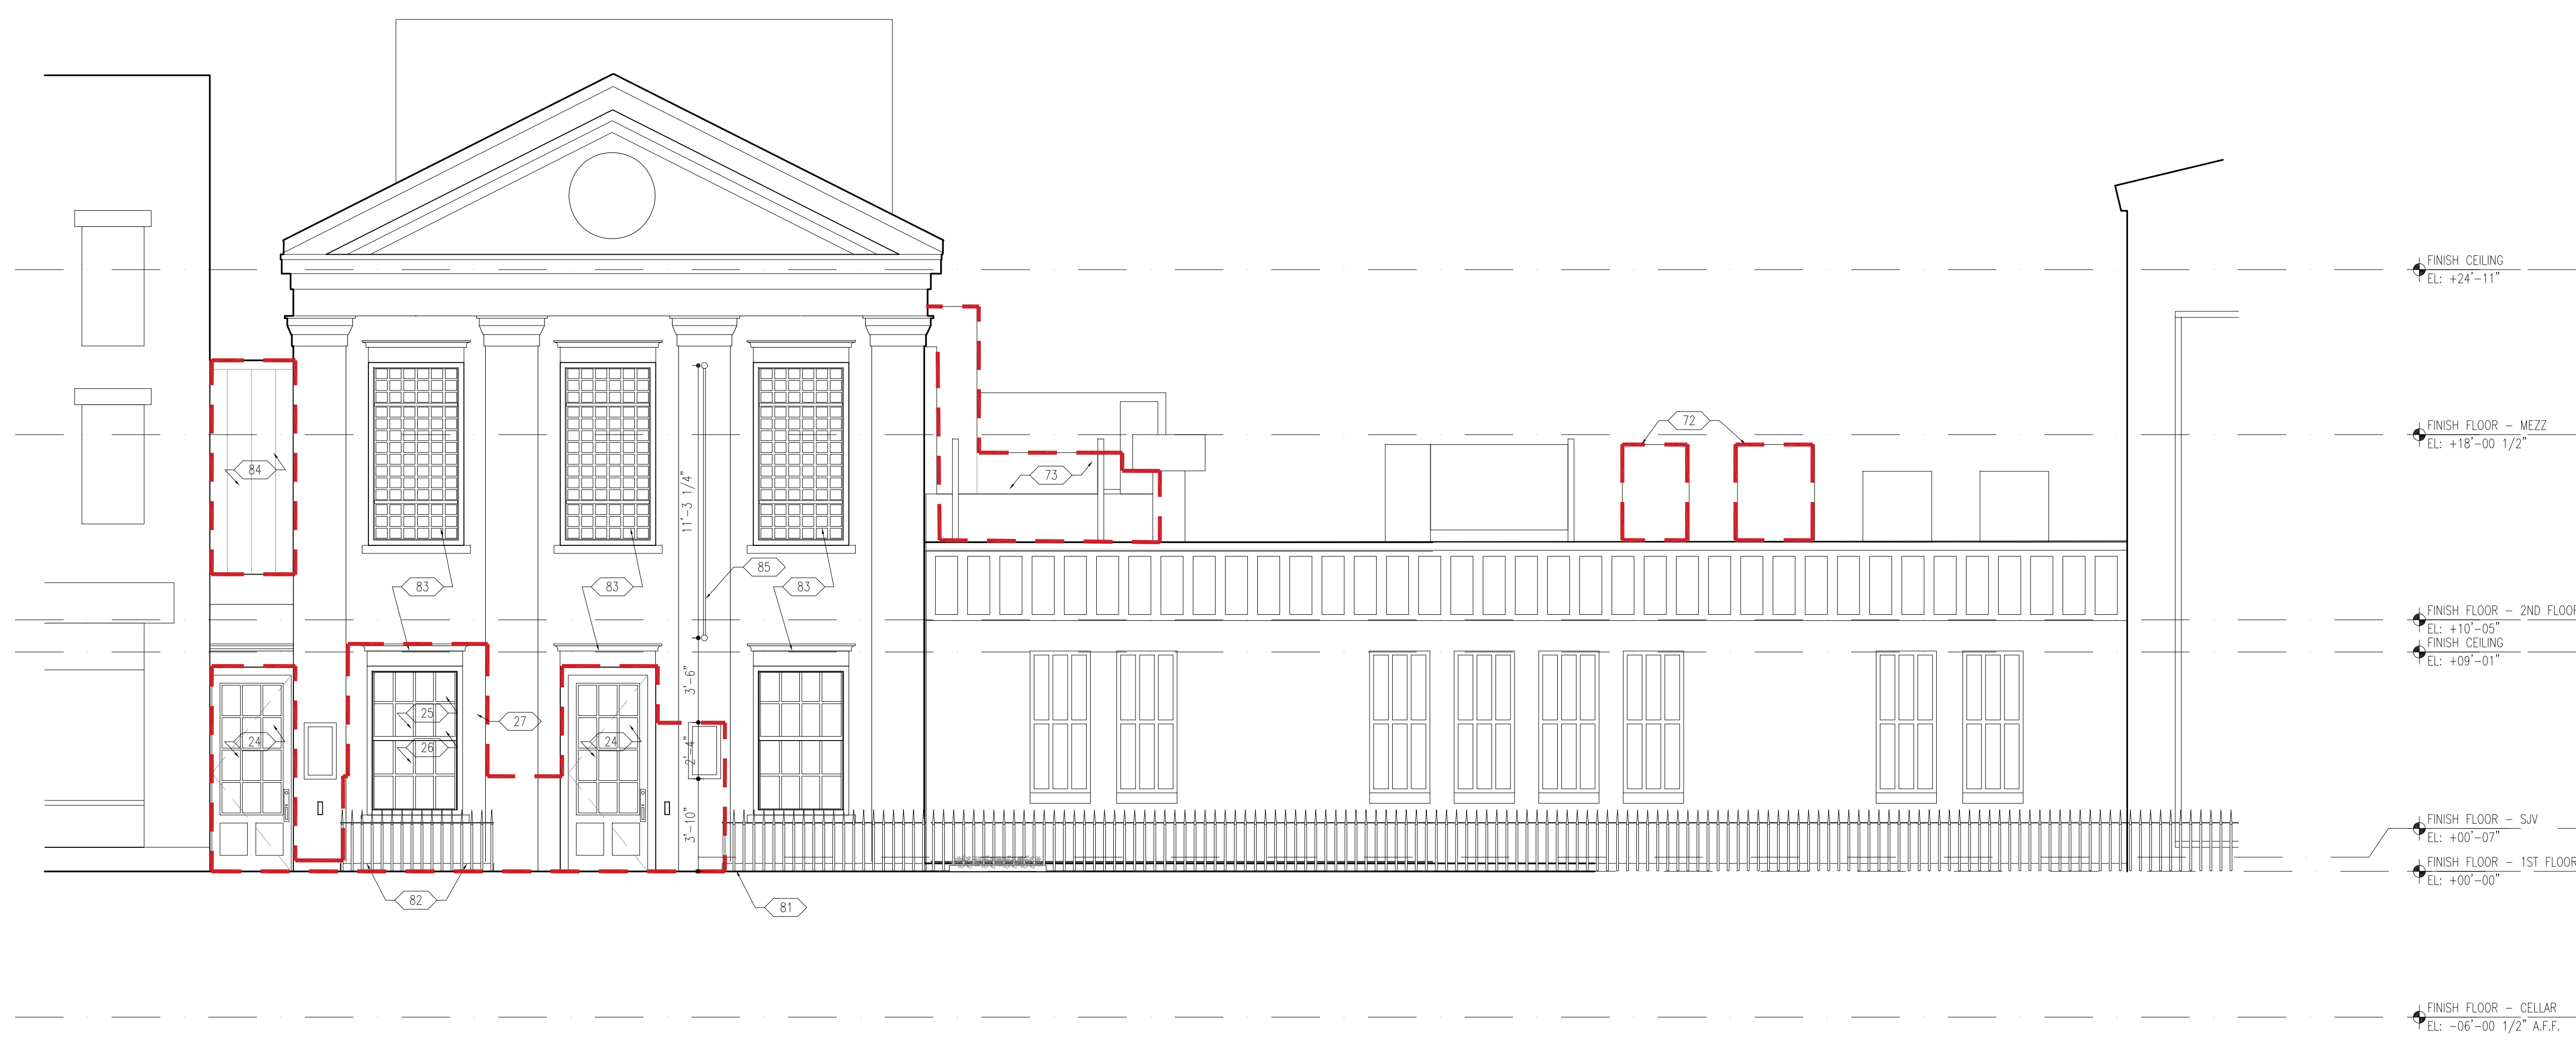 FINISH CEILING
EL: +24'-11"
72
FINISH FLOOR - MEZZ
EL: +18'-00 1/2"
84
73
11'-3 1/4"
85
83
83
83
FINISH FLOOR - 2ND FLOOR
EL: +10'-05"
FINISH CEILING
EL: +09'-01"
3'-6"
25
27
24
26
24
2'-4"
3'-10"
FINISH FLOOR - SJV
EL: +00'-07"
FINISH FLOOR - 1ST FLOOR
EL: +00'-00"
82
81
FINISH FLOOR - CELLAR
EL: -06'-00 1/2" A.F.F.